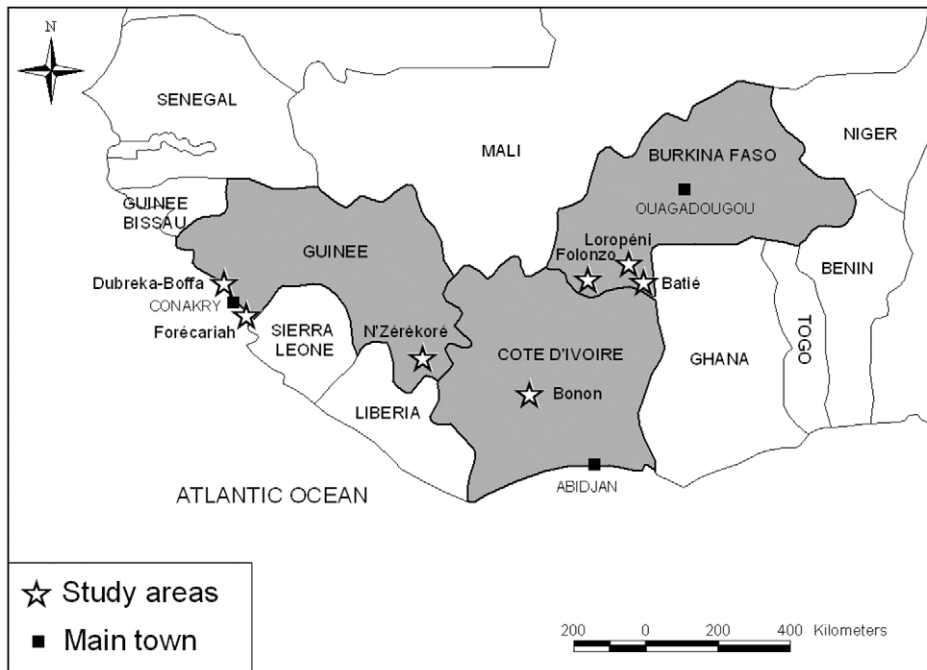 N
SENEGAL
NIGER
MALI
BURKINA FASO
GUINEE
BISSAU
OUAGADOUGOU
GUINEE
Loropéni
Folonzo
BENIN
Dubreka-Boffa
Batié
CONAKRY
Forécariah
SIERRA
LEONE
N'Zérékoré
TOGO
COTE D'IVOIRE
GHANA
Bonon
LIBERIA
ABIDJAN
ATLANTIC OCEAN
Study areas
Main town
200 0 200 400 Kilometers